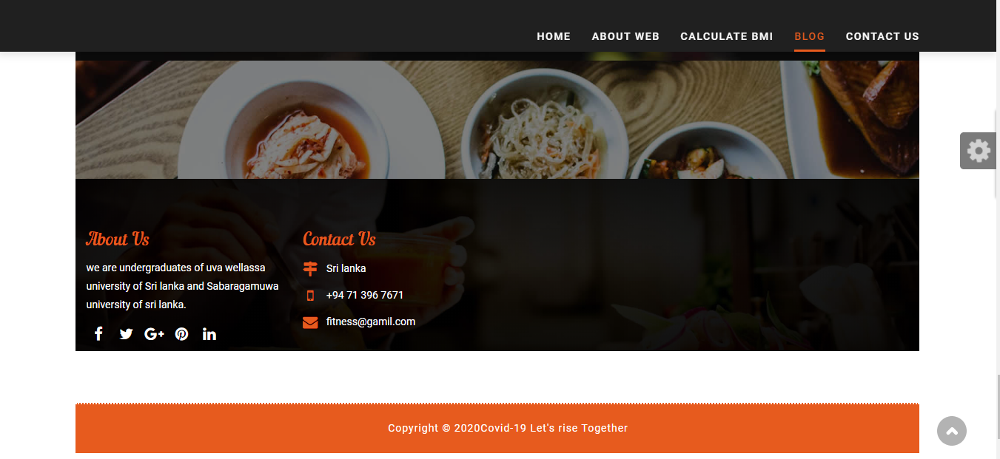 HOME ABOUT WEB CALCULATE BMI BLOG CONTACT US
About Us
we are undergraduates of uva wellassa
university of Sri lanka and Sabaragamuwa
university of sri lanka.
Contact Us
Sri lanka
+94 71 396 7671
fitness@gamil.com
Copyright © 2020Covid-19 Let's rise Together